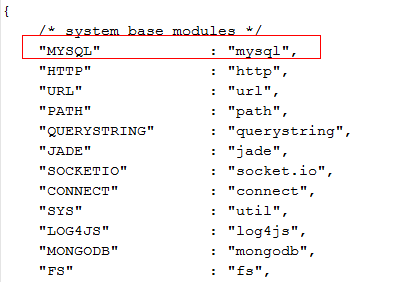 {
/* system base modules */
"MYSQL" : "mysql",
"HTTP" : "http",
"URL" : "url",
"PATH" : "path",
"QUERYSTRING" : "querystring",
"JADE" : "jade",
"SOCKETIO" : "socket.io",
"CONNECT" : "connect",
"SYS" : "util",
"LOG4JS" : "log4js",
"MONGODB" : "mongodb",
"FS" : "fs",